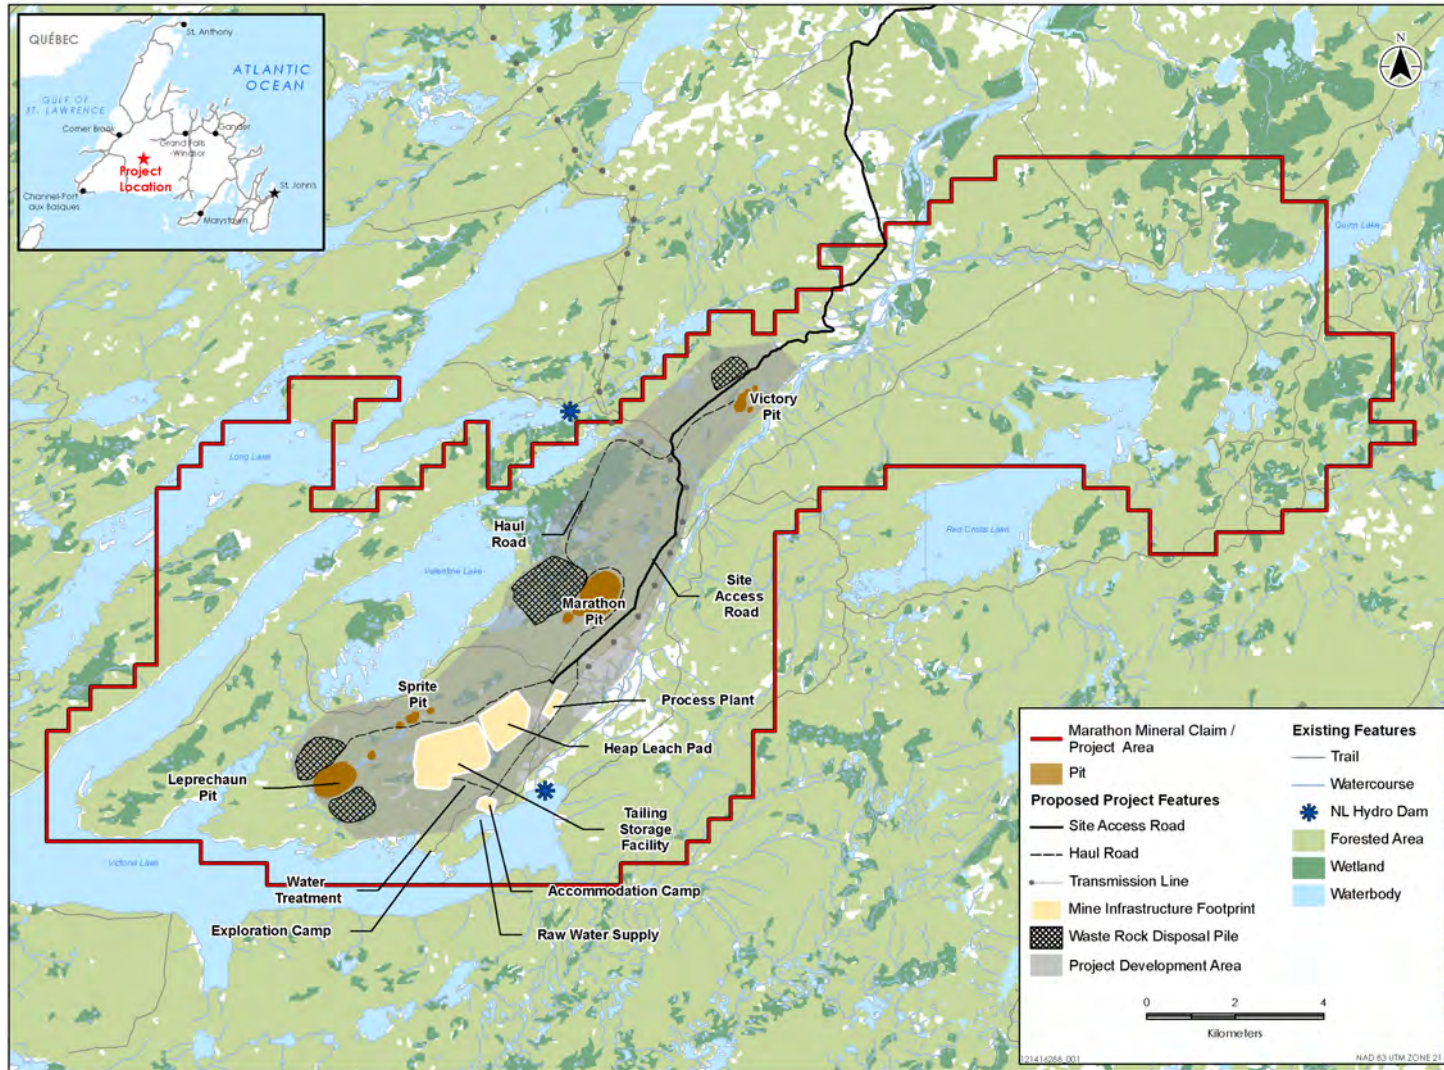 QUÉBEC
St. Anthony
ATLANTIC
OCEAN
GULF OF
ST. LAWRENCE
Corner Brook
Gander
Grand Falls
-Windsor
Project
Location
St. John's
Channel-Port
aux Basques
Marystown
N
Quinn Lake
Victory
Pit
Long Lake
Haul
Road
Red Cross Lake
Valentine Lake
Site
Access
Road
Marathon
Pit
Sprite
Pit
Process Plant
Heap Leach Pad
Leprechaun
Pit
Tailing
Storage
Facility
Victoria Lake
Water
Treatment
Accommodation Camp
Exploration Camp
Raw Water Supply
Marathon Mineral Claim /
Project Area
Pit
Proposed Project Features
Site Access Road
Haul Road
Transmission Line
Mine Infrastructure Footprint
Waste Rock Disposal Pile
Project Development Area
Existing Features
Trail
Watercourse
NL Hydro Dam
Forested Area
Wetland
Waterbody
0 2 4
Kilometers
121416288_001
NAD 83 UTM ZONE 21